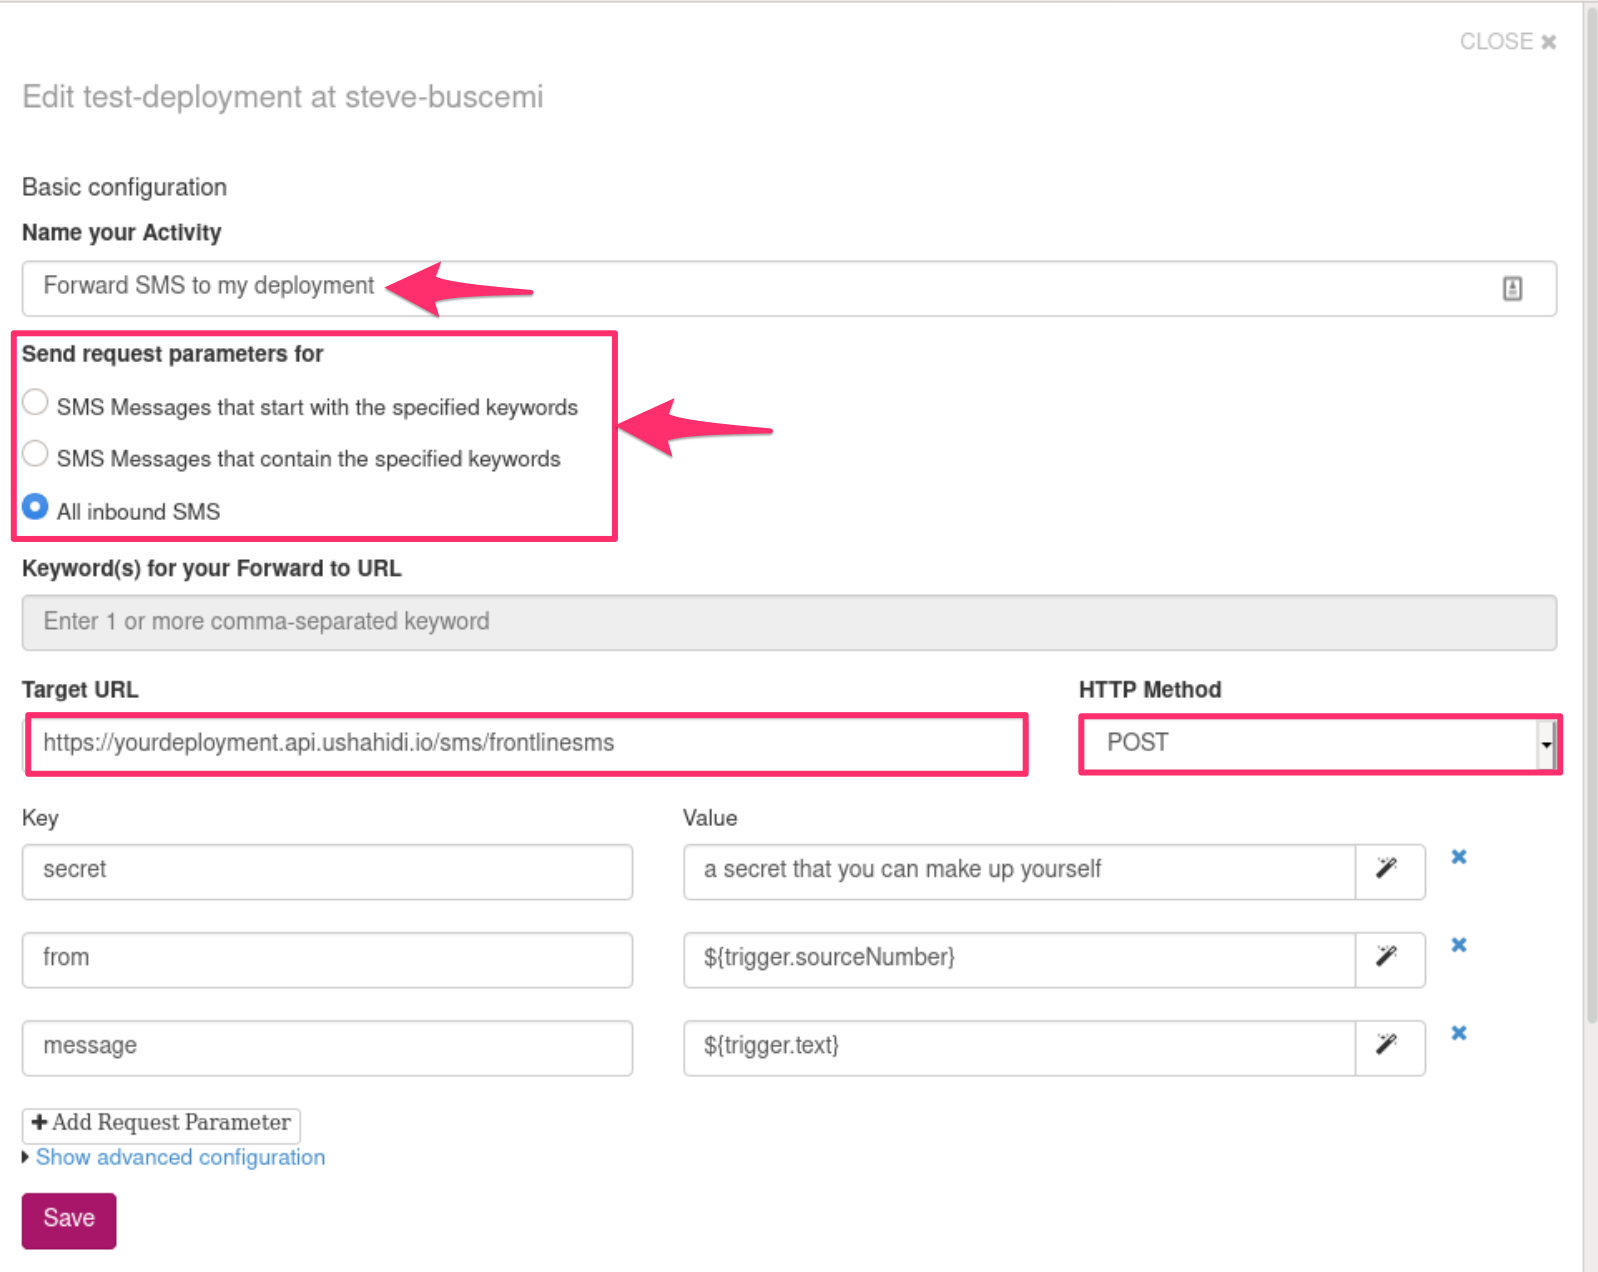 CLOSE ✖
Edit test-deployment at steve-buscemi
Basic configuration
Name your Activity
Forward SMS to my deployment
Send request parameters for
SMS Messages that start with the specified keywords
SMS Messages that contain the specified keywords
All inbound SMS
Keyword(s) for your Forward to URL
Enter 1 or more comma-separated keyword
Target URL
HTTP Method
https://yourdeployment.api.ushahidi.io/sms/frontlinesms
POST
Key
Value
secret
a secret that you can make up yourself
from
${trigger.sourceNumber}
message
${trigger.text}
+ Add Request Parameter
Show advanced configuration
Save